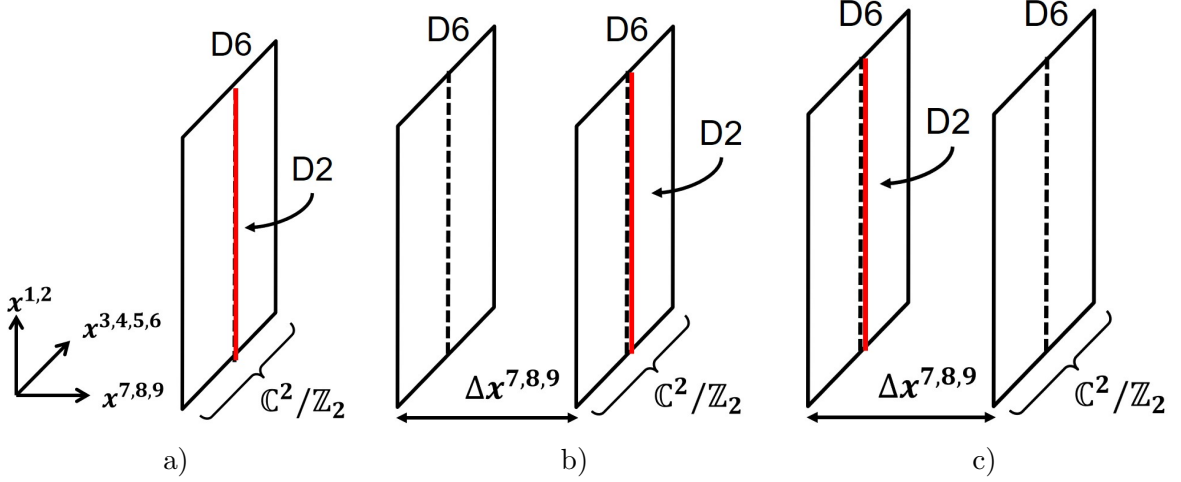 D6
D2
x^{1,2}
x^{3,4,5,6}
x^{7,8,9}
ℂ²/ℤ₂
a)
D6
D6
D2
Δx^{7,8,9}
ℂ²/ℤ₂
b)
D6
D6
D2
Δx^{7,8,9}
ℂ²/ℤ₂
c)